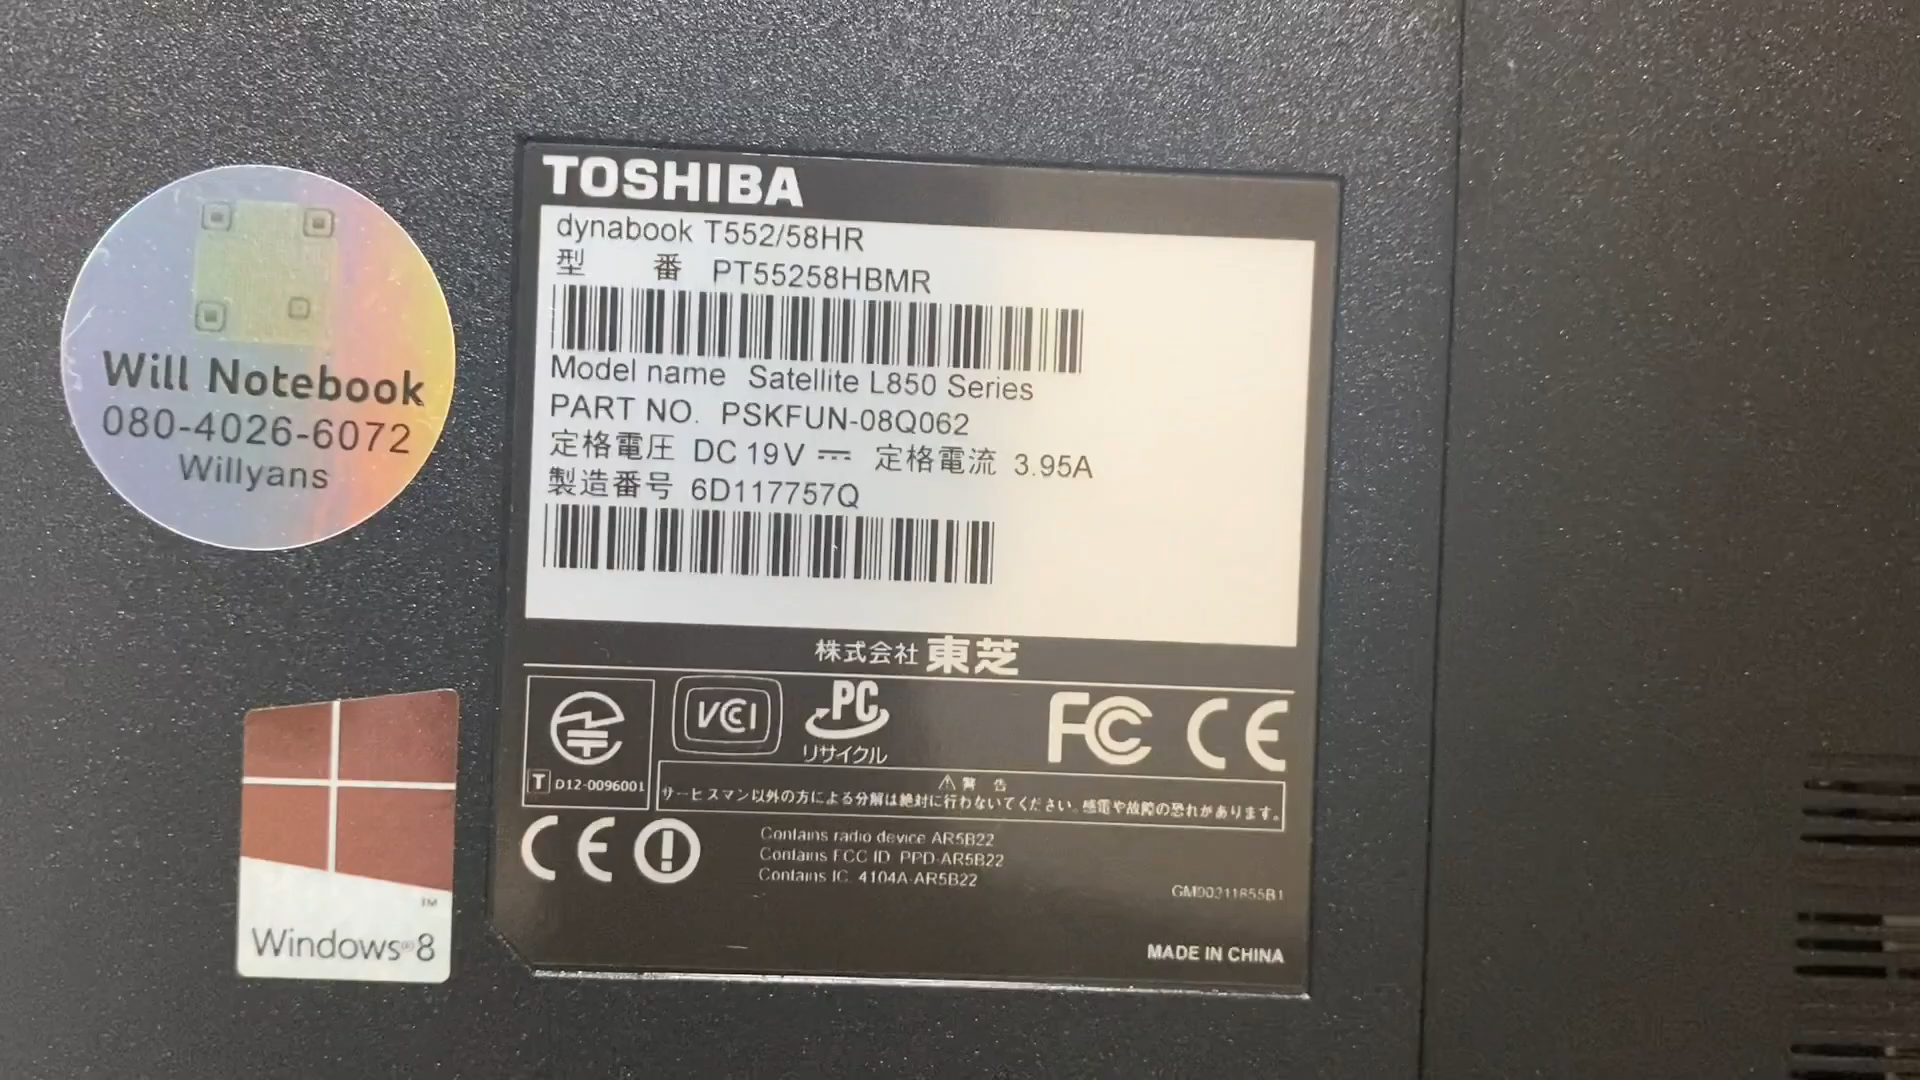 Will Notebook
080-4026-6072
Willyans
TM
Windows®8
TOSHIBA
dynabook T552/58HR
型 番 PT55258HBMR
Model name Satellite L850 Series
PART NO. PSKFUN-08Q062
定格電圧 DC 19V 定格電流 3.95A
製造番号 6D117757Q
株式会社 東芝
VCCI
PC
リサイクル
FC CE
T D12-0096001
⚠ 警 告
サービスマン以外の方による分解は絶対に行わないでください。感電や故障の恐れがあります。
CE
Contains radio device AR5B22
Contains FCC ID PPD-AR5B22
Contains IC. 4104A-AR5B22
MADE IN CHINA